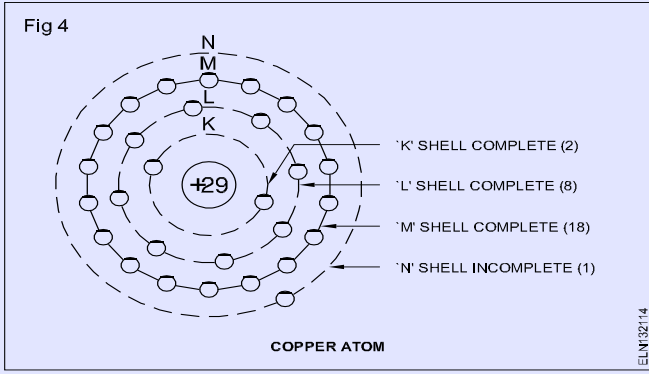 Fig 4
N
M
L
K
+29
`K' SHELL COMPLETE (2)
`L' SHELL COMPLETE (8)
`M' SHELL COMPLETE (18)
`N' SHELL INCOMPLETE (1)
COPPER ATOM
ELN132114